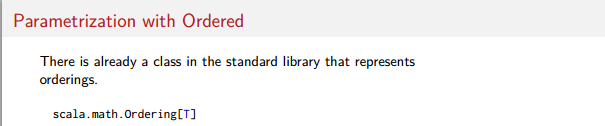 Parametrization with Ordered
There is already a class in the standard library that represents
orderings.
scala.math.Ordering[T]